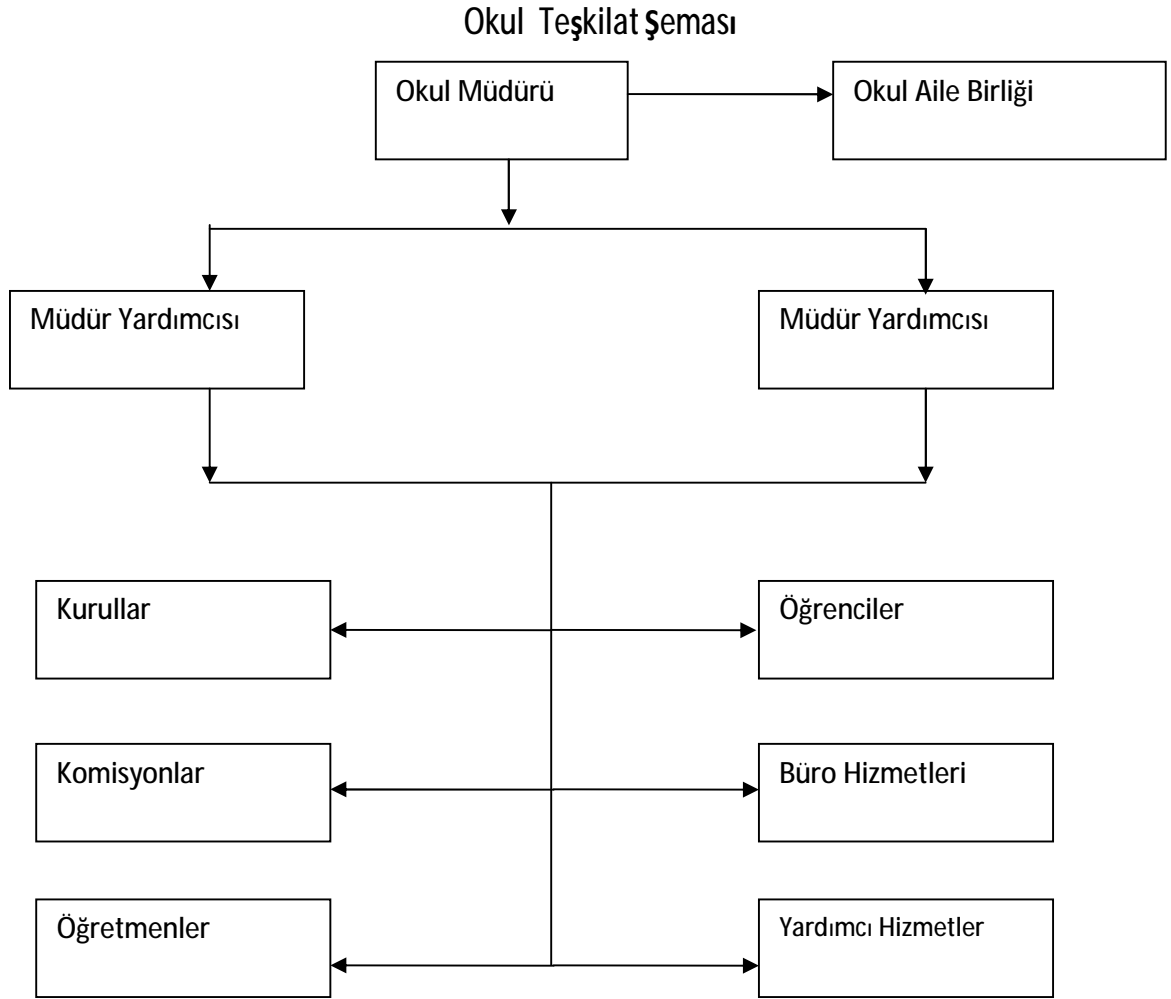 Okul Teşkilat Şeması
Okul Müdürü
Okul Aile Birliği
Müdür Yardımcısı
Müdür Yardımcısı
Kurullar
Öğrenciler
Komisyonlar
Büro Hizmetleri
Öğretmenler
Yardımcı Hizmetler